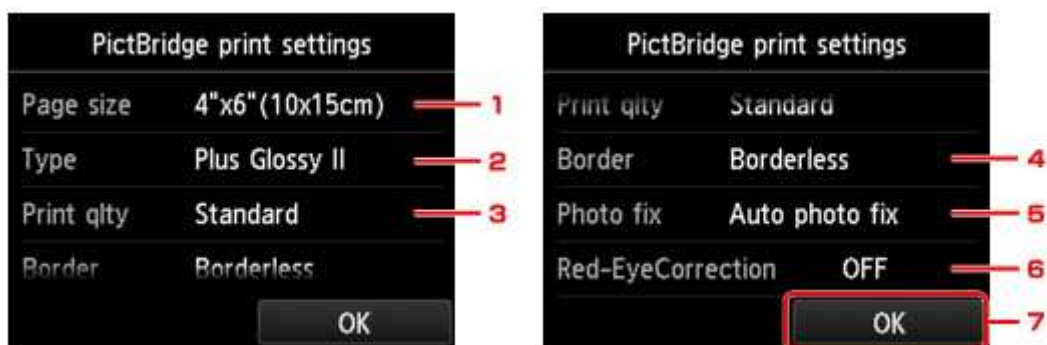 PictBridge print settings
Page size 4"x6"(10x15cm) 1
Type Plus Glossy II 2
Print qlty Standard 3
Border Borderless
OK
PictBridge print settings
Print qlty Standard
Border Borderless 4
Photo fix Auto photo fix 5
Red-EyeCorrection OFF 6
OK 7